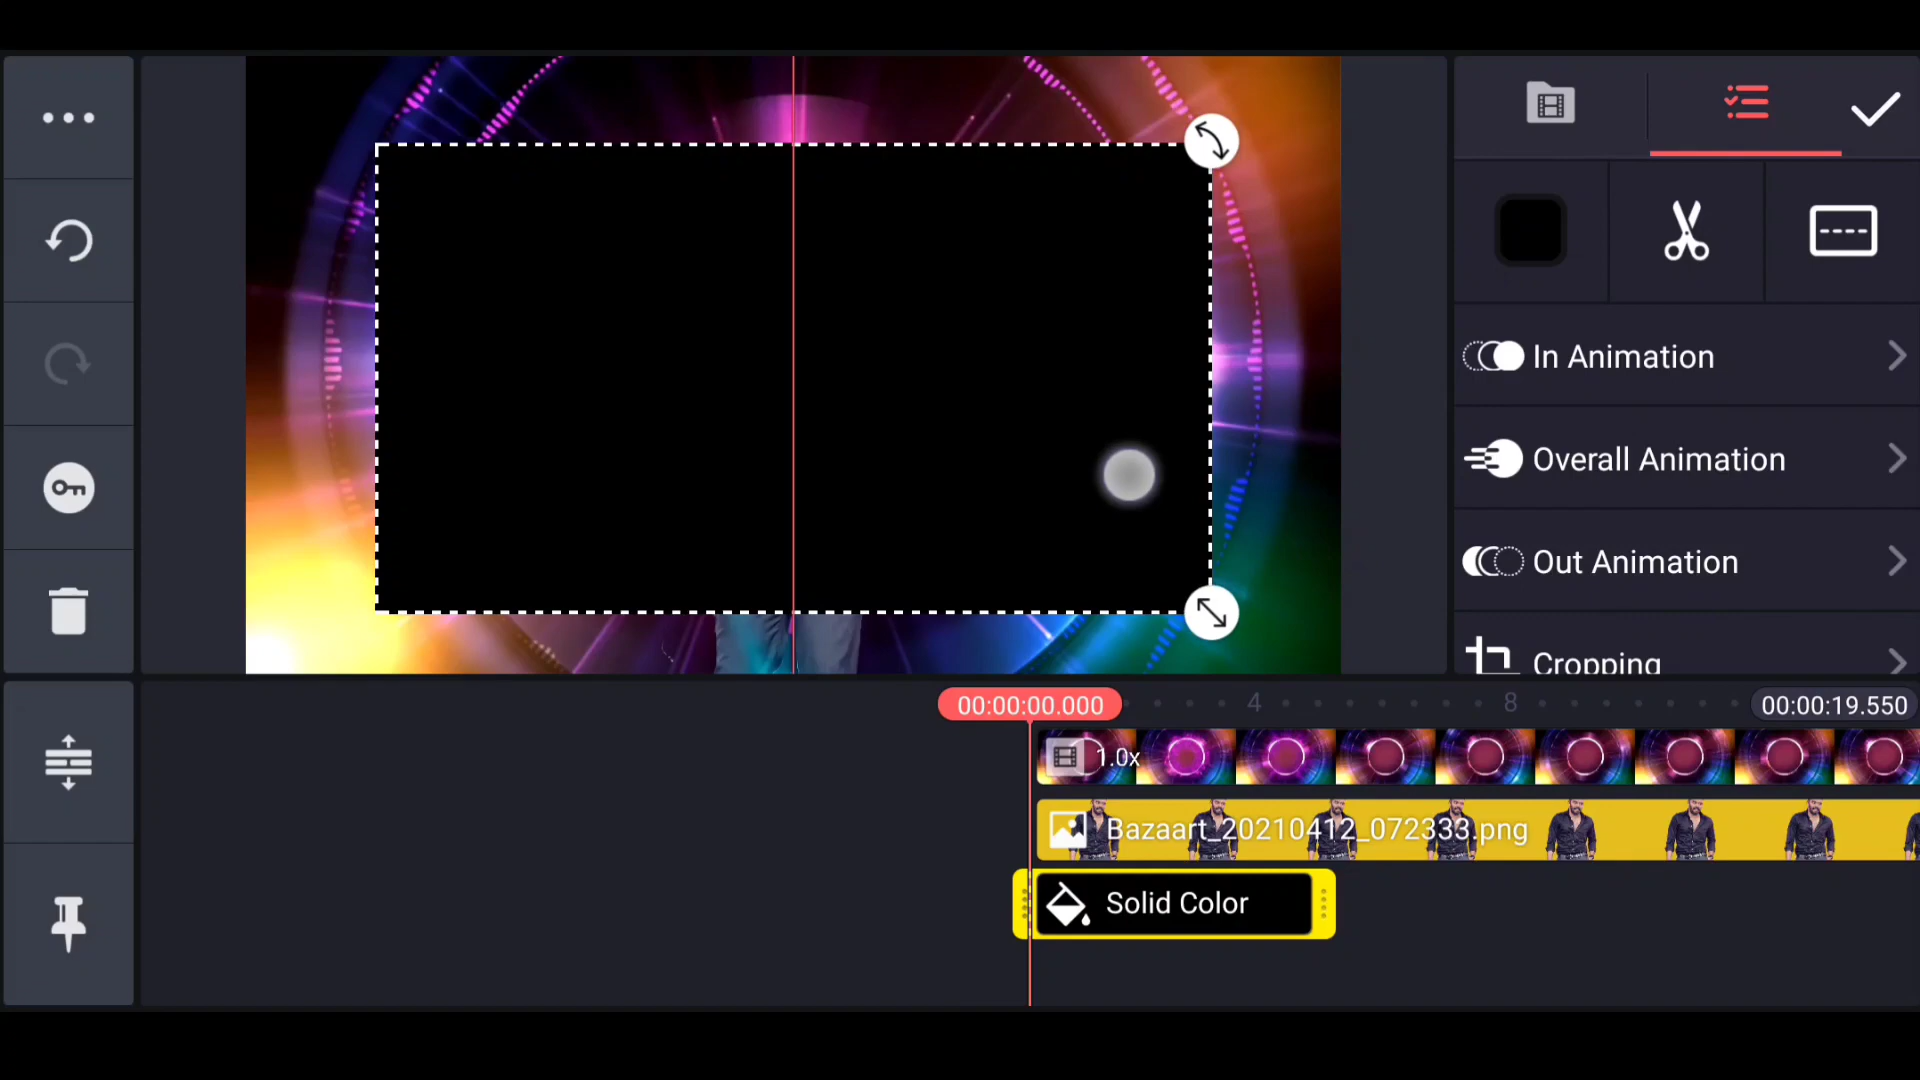 In Animation
Overall Animation
Out Animation
Cropping
00:00:00.000
4
8
00:00:19.550
1.0x
Bazaart_20210412_072333.png
Solid Color